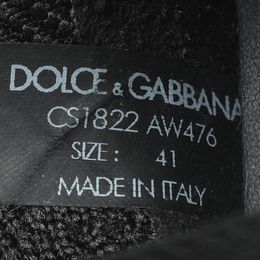 DOLCE & GABBANA
CS1822 AW476
SIZE : 41
MADE IN ITALY